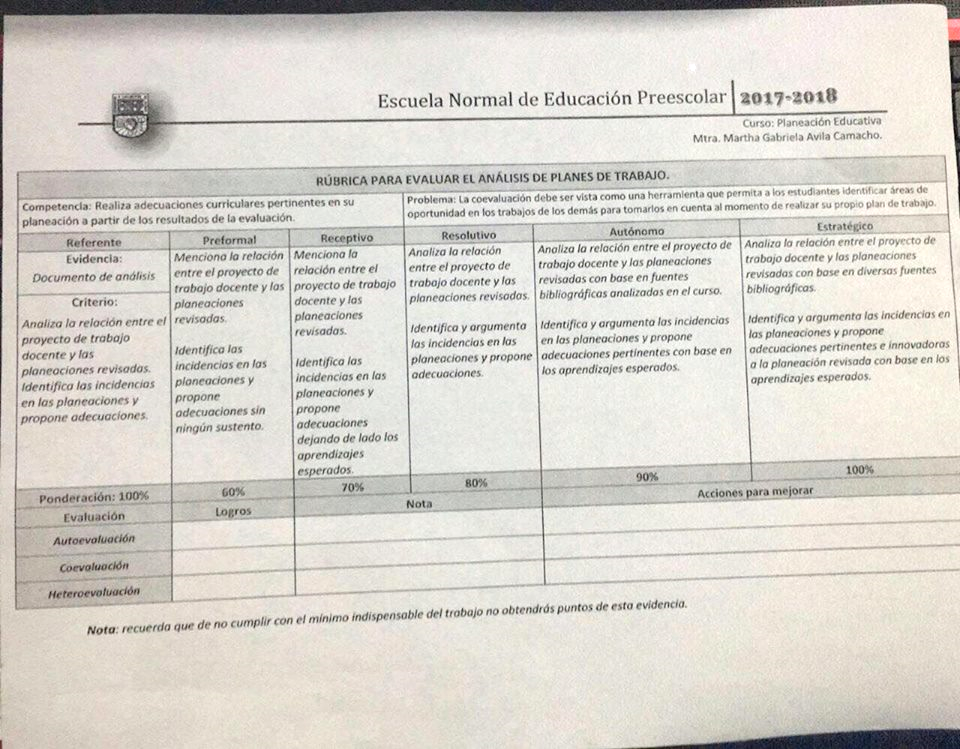 Escuela Normal de Educación Preescolar 2017-2018
Curso: Planeación Educativa
Mtra. Martha Gabriela Avila Camacho.
RÚBRICA PARA EVALUAR EL ANÁLISIS DE PLANES DE TRABAJO.
Competencia: Realiza adecuaciones curriculares pertinentes en su
planeación a partir de los resultados de la evaluación.
Problema: La coevaluación debe ser vista como una herramienta que permita a los estudiantes identificar áreas de
oportunidad en los trabajos de los demás para tomarlos en cuenta al momento de realizar su propio plan de trabajo.
Referente
Preformal
Receptivo
Resolutivo
Autónomo
Estratégico
Evidencia:
Documento de análisis
Criterio:
Analiza la relación entre el
proyecto de trabajo
docente y las
planeaciones revisadas.
Identifica las incidencias
en las planeaciones y
propone adecuaciones.
Menciona la relación
entre el proyecto de
trabajo docente y las
planeaciones
revisadas.
Identifica las
incidencias en las
planeaciones y
propone
adecuaciones sin
ningún sustento.
Menciona la
relación entre el
proyecto de trabajo
docente y las
planeaciones
revisadas.
Identifica las
incidencias en las
planeaciones y
propone
adecuaciones
dejando de lado los
aprendizajes
esperados.
Analiza la relación
entre el proyecto de
trabajo docente y las
planeaciones revisadas.
Identifica y argumenta
las incidencias en las
planeaciones y propone
adecuaciones.
Analiza la relación entre el proyecto de
trabajo docente y las planeaciones
revisadas con base en fuentes
bibliográficas analizadas en el curso.
Identifica y argumenta las incidencias
en las planeaciones y propone
adecuaciones pertinentes con base en
los aprendizajes esperados.
Analiza la relación entre el proyecto de
trabajo docente y las planeaciones
revisadas con base en diversas fuentes
bibliográficas.
Identifica y argumenta las incidencias en
las planeaciones y propone
adecuaciones pertinentes e innovadoras
a la planeación revisada con base en los
aprendizajes esperados.
Ponderación: 100%
60%
70%
80%
90%
100%
Evaluación
Logros
Nota
Acciones para mejorar
Autoevaluación
Coevaluación
Heteroevaluación
Nota: recuerda que de no cumplir con el mínimo indispensable del trabajo no obtendrás puntos de esta evidencia.